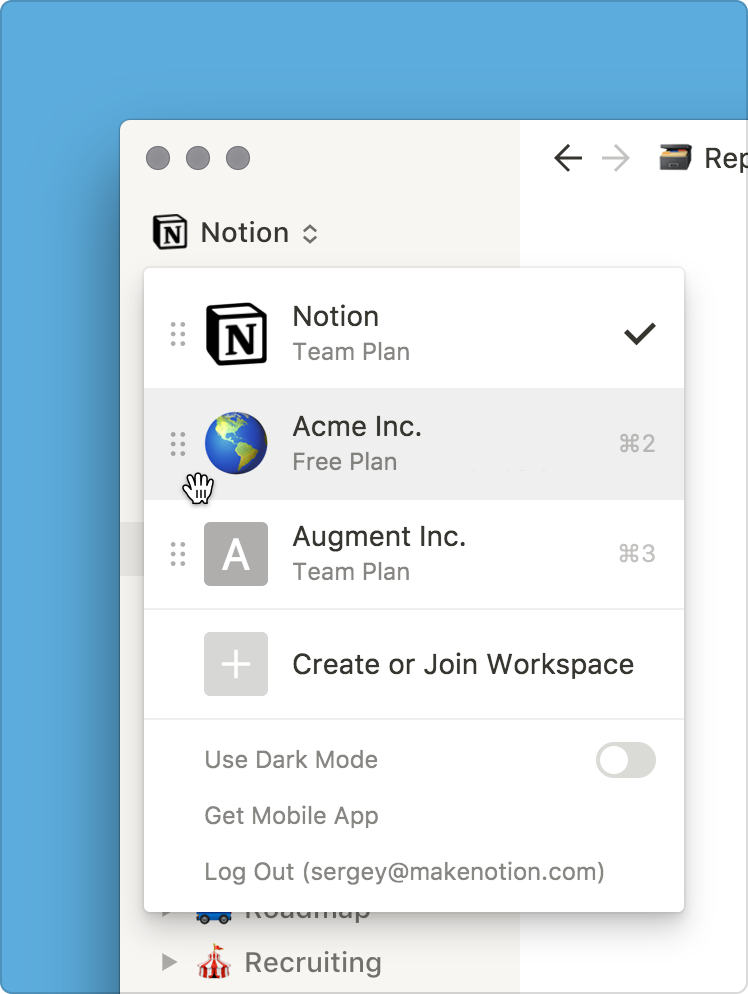 Rep
Notion
Notion
Team Plan
Acme Inc.
Free Plan
⌘2
A
Augment Inc.
Team Plan
⌘3
Create or Join Workspace
Use Dark Mode
Get Mobile App
Log Out (sergey@makenotion.com)
Roadmap
Recruiting